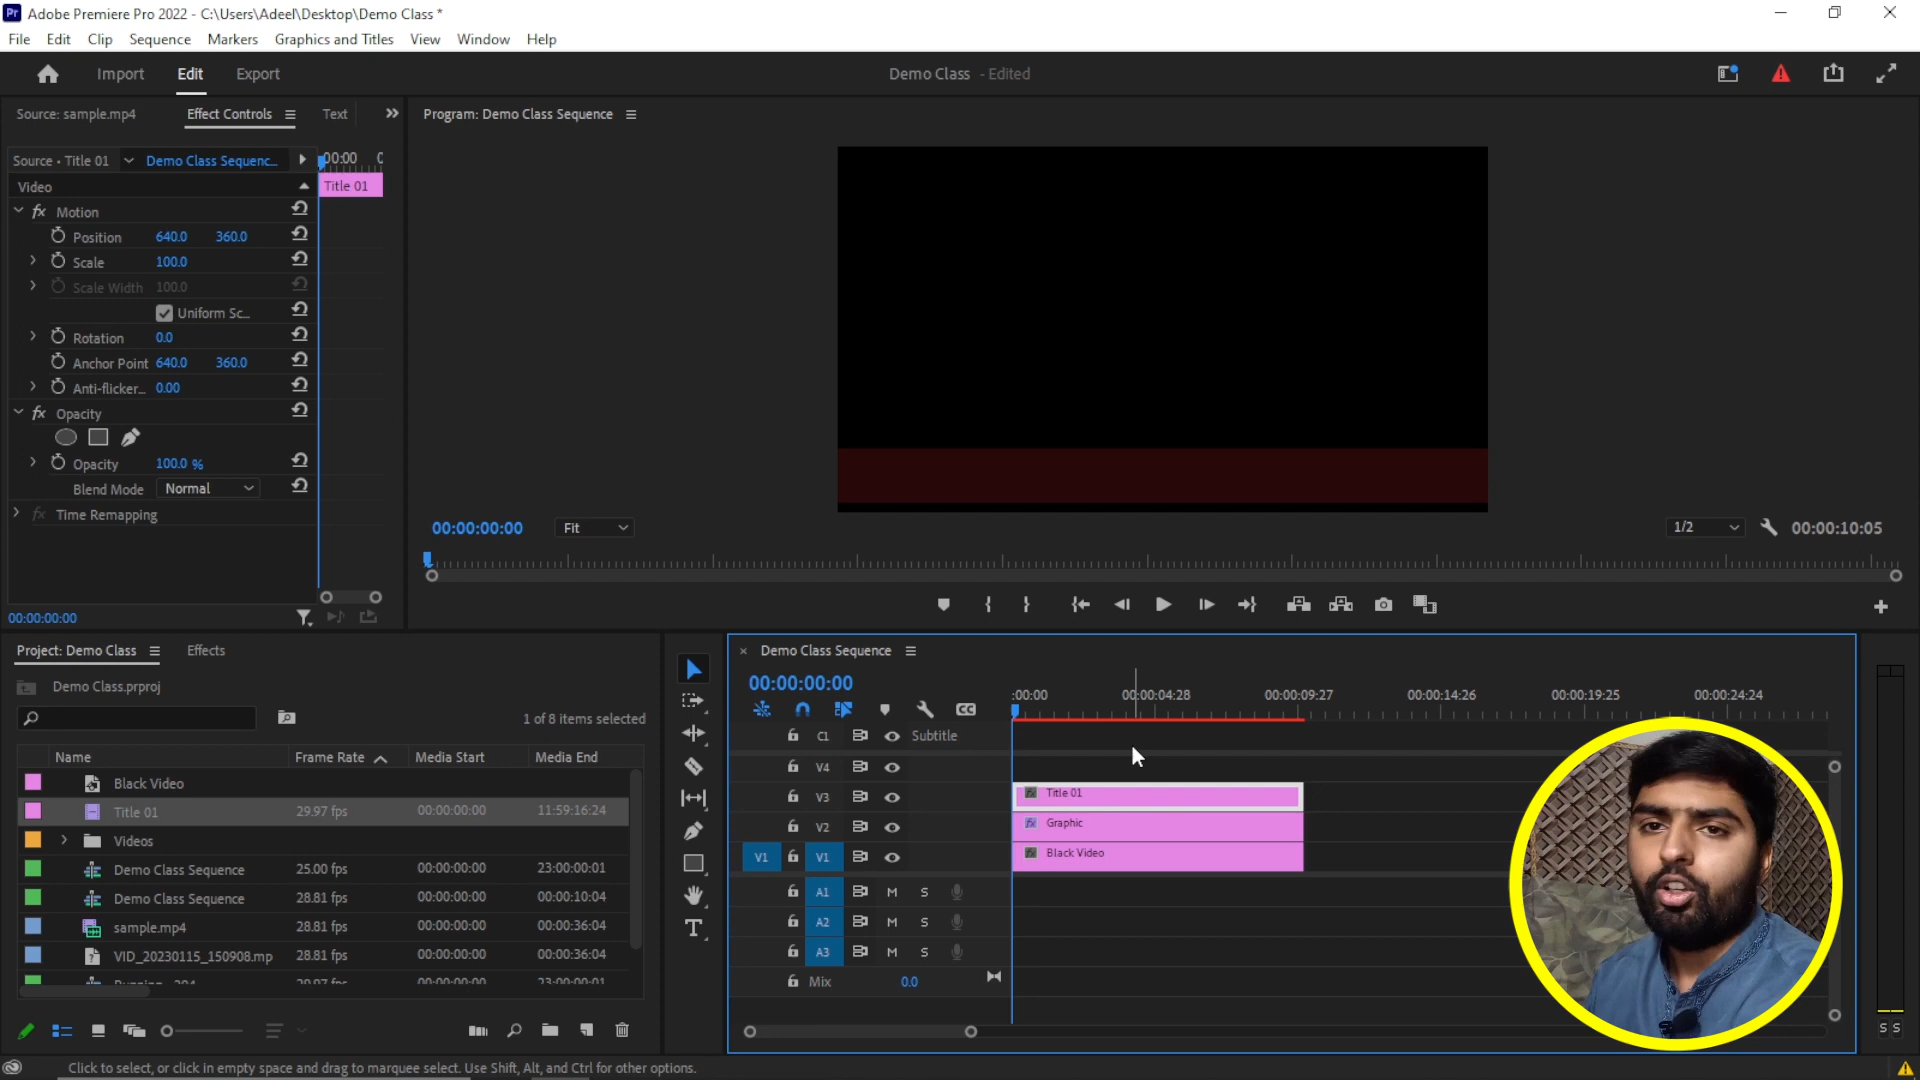 Pr Adobe Premiere Pro 2022 - C:\Users\Adeel\Desktop\Demo Class *
File Edit Clip Sequence Markers Graphics and Titles View Window Help
Import Edit Export Demo Class - Edited
Source: sample.mp4 Effect Controls Text Program: Demo Class Sequence
Source • Title 01 Demo Class Sequenc...
Video Title 01
Motion
Position 640.0 360.0
Scale 100.0
Scale Width 100.0
Uniform Sc...
Rotation 0.0
Anchor Point 640.0 360.0
Anti-flicker... 0.00
Opacity
Opacity 100.0 %
Blend Mode Normal
Time Remapping
00:00:00:00 Fit 1/2 00:00:10:05
00:00:00:00
Project: Demo Class Effects
Demo Class.prproj
1 of 8 items selected
Name Frame Rate Media Start Media End
Black Video
Title 01 29.97 fps 00:00:00:00 11:59:16:24
Videos
Demo Class Sequence 25.00 fps 00:00:00:00 23:00:00:01
Demo Class Sequence 28.81 fps 00:00:00:00 00:00:10:04
sample.mp4 28.81 fps 00:00:00:00 00:00:36:04
VID_20230115_150908.mp 28.81 fps 00:00:00:00 00:00:36:04
Demo Class Sequence
00:00:00:00 :00:00 00:00:04:28 00:00:09:27 00:00:14:26 00:00:19:25 00:00:24:24
CC
C1 Subtitle
V4
V3 Title 01
V2 fx Graphic
V1 V1 Black Video
A1 M S
A2 M S
A3 M S
Mix 0.0
S S
Click to select, or click in empty space and drag to marquee select. Use Shift, Alt, and Ctrl for other options.